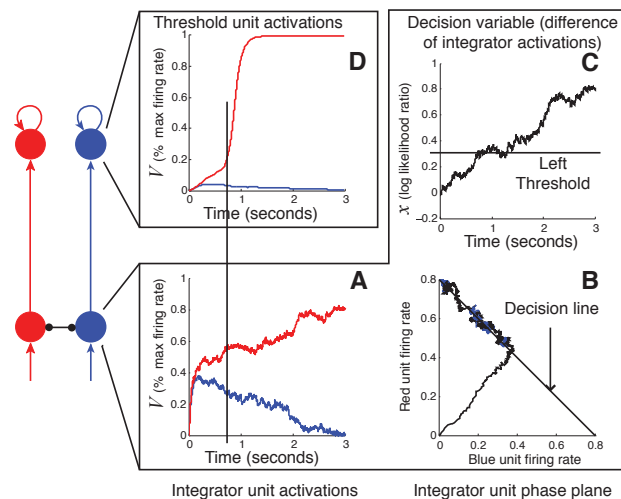 Threshold unit activations
D
V (% max firing rate)
1
0.8
0.6
0.4
0.2
0
0
1
2
3
Time (seconds)
Decision variable (difference
of integrator activations)
C
x (log likelihood ratio)
1
0.8
0.6
0.4
0.2
0
−0.2
0
1
2
3
Left
Threshold
Time (seconds)
A
V (% max firing rate)
1
0.8
0.6
0.4
0.2
0
0
1
2
3
Time (seconds)
B
Red unit firing rate
1
0.8
0.6
0.4
0.2
0
0
0.2
0.4
0.6
0.8
Decision line
Blue unit firing rate
Integrator unit activations
Integrator unit phase plane